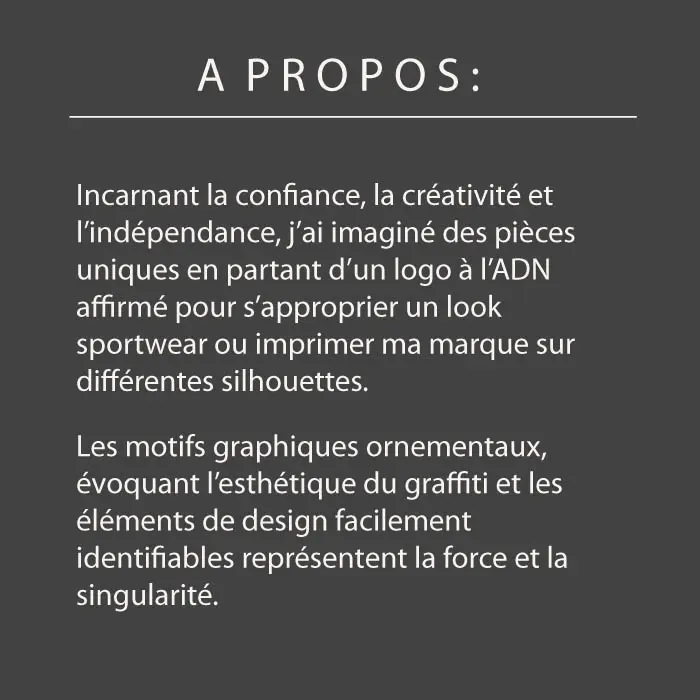 A PROPOS:
Incarnant la confiance, la créativité et
l’indépendance, j’ai imaginé des pièces
uniques en partant d’un logo à l’ADN
affirmé pour s’approprier un look
sportwear ou imprimer ma marque sur
différentes silhouettes.
Les motifs graphiques ornementaux,
évoquant l’esthétique du graffiti et les
éléments de design facilement
identifiables représentent la force et la
singularité.